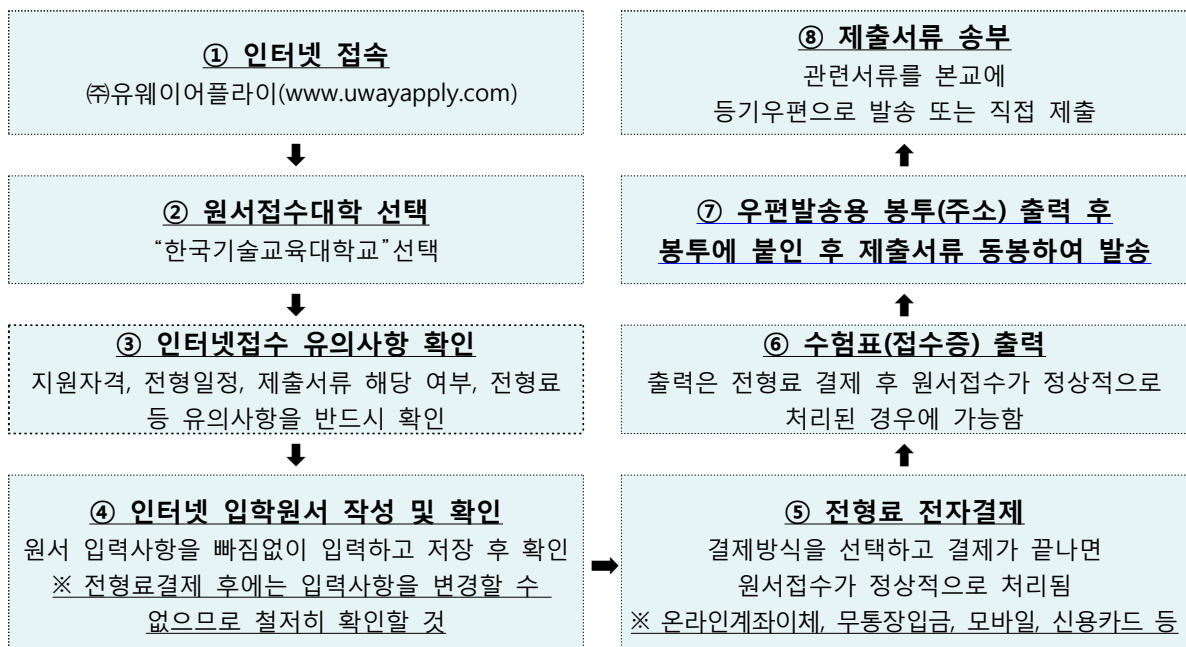 ① 인터넷 접속
㈜유웨이어플라이(www.uwayapply.com)
② 원서접수대학 선택
“한국기술교육대학교”선택
③ 인터넷접수 유의사항 확인
지원자격, 전형일정, 제출서류 해당 여부, 전형료
등 유의사항을 반드시 확인
④ 인터넷 입학원서 작성 및 확인
원서 입력사항을 빠짐없이 입력하고 저장 후 확인
※ 전형료결제 후에는 입력사항을 변경할 수
없으므로 철저히 확인할 것
⑤ 전형료 전자결제
결제방식을 선택하고 결제가 끝나면
원서접수가 정상적으로 처리됨
※ 온라인계좌이체, 무통장입금, 모바일, 신용카드 등
⑥ 수험표(접수증) 출력
출력은 전형료 결제 후 원서접수가 정상적으로
처리된 경우에 가능함
⑦ 우편발송용 봉투(주소) 출력 후
봉투에 붙인 후 제출서류 동봉하여 발송
⑧ 제출서류 송부
관련서류를 본교에
등기우편으로 발송 또는 직접 제출